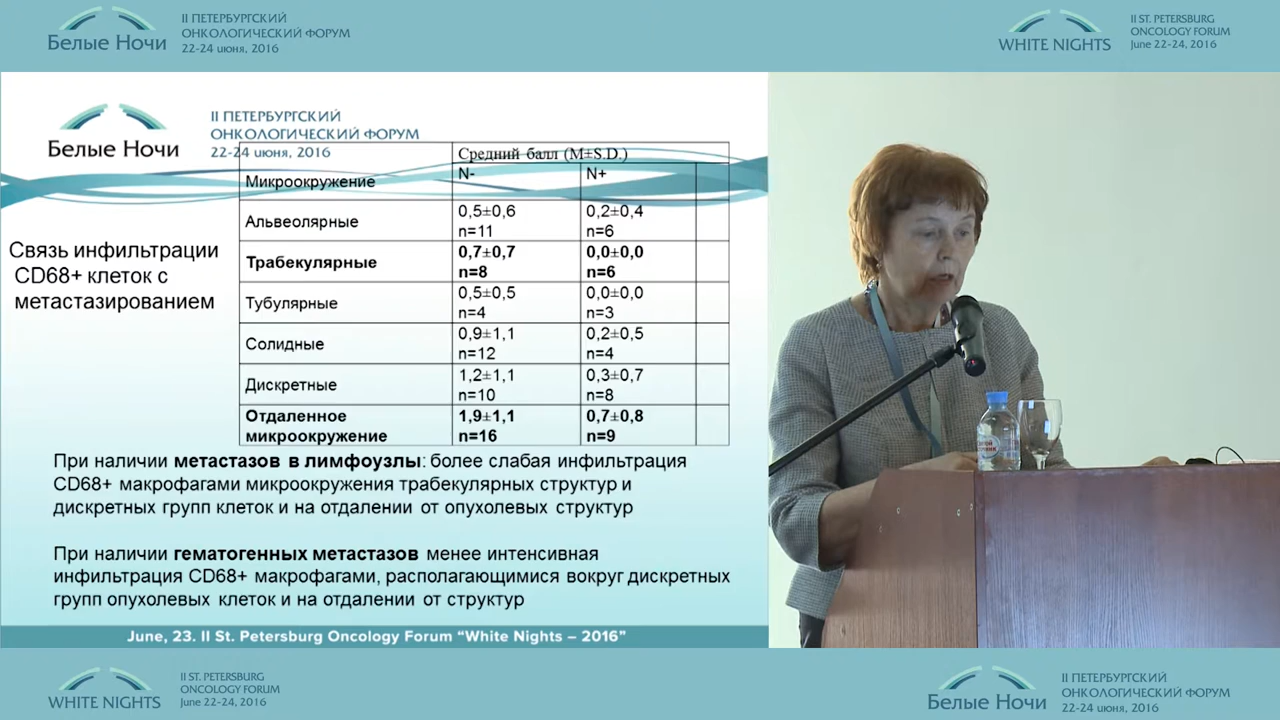 Белые Ночи
II ПЕТЕРБУРГСКИЙ
ОНКОЛОГИЧЕСКИЙ ФОРУМ
22-24 июня, 2016
WHITE NIGHTS
II ST. PETERSBURG
ONCOLOGY FORUM
June 22-24, 2016
Белые Ночи
II ПЕТЕРБУРГСКИЙ
ОНКОЛОГИЧЕСКИЙ ФОРУМ
22-24 июня, 2016
Связь инфильтрации
CD68+ клеток с
метастазированием
Средний балл (M±S.D.)
Микроокружение N- N+
Альвеолярные 0,5±0,6 n=11 0,2±0,4 n=6
Трабекулярные 0,7±0,7 n=8 0,0±0,0 n=6
Тубулярные 0,5±0,5 n=4 0,0±0,0 n=3
Солидные 0,9±1,1 n=12 0,2±0,5 n=4
Дискретные 1,2±1,1 n=10 0,3±0,7 n=8
Отдаленное микроокружение 1,9±1,1 n=16 0,7±0,8 n=9
При наличии метастазов в лимфоузлы: более слабая инфильтрация
CD68+ макрофагами микроокружения трабекулярных структур и
дискретных групп клеток и на отдалении от опухолевых структур
При наличии гематогенных метастазов менее интенсивная
инфильтрация CD68+ макрофагами, располагающимися вокруг дискретных
групп опухолевых клеток и на отдалении от структур
June, 23. II St. Petersburg Oncology Forum “White Nights – 2016”
WHITE NIGHTS
II ST. PETERSBURG
ONCOLOGY FORUM
June 22-24, 2016
Белые Ночи
II ПЕТЕРБУРГСКИЙ
ОНКОЛОГИЧЕСКИЙ ФОРУМ
22-24 июня, 2016